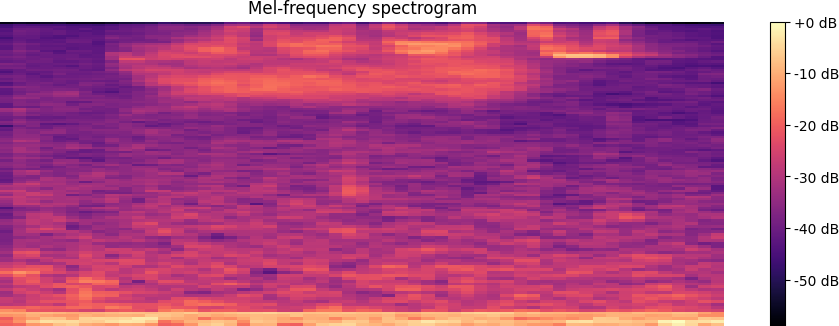 Mel-frequency spectrogram
+0 dB
-10 dB
-20 dB
-30 dB
-40 dB
-50 dB